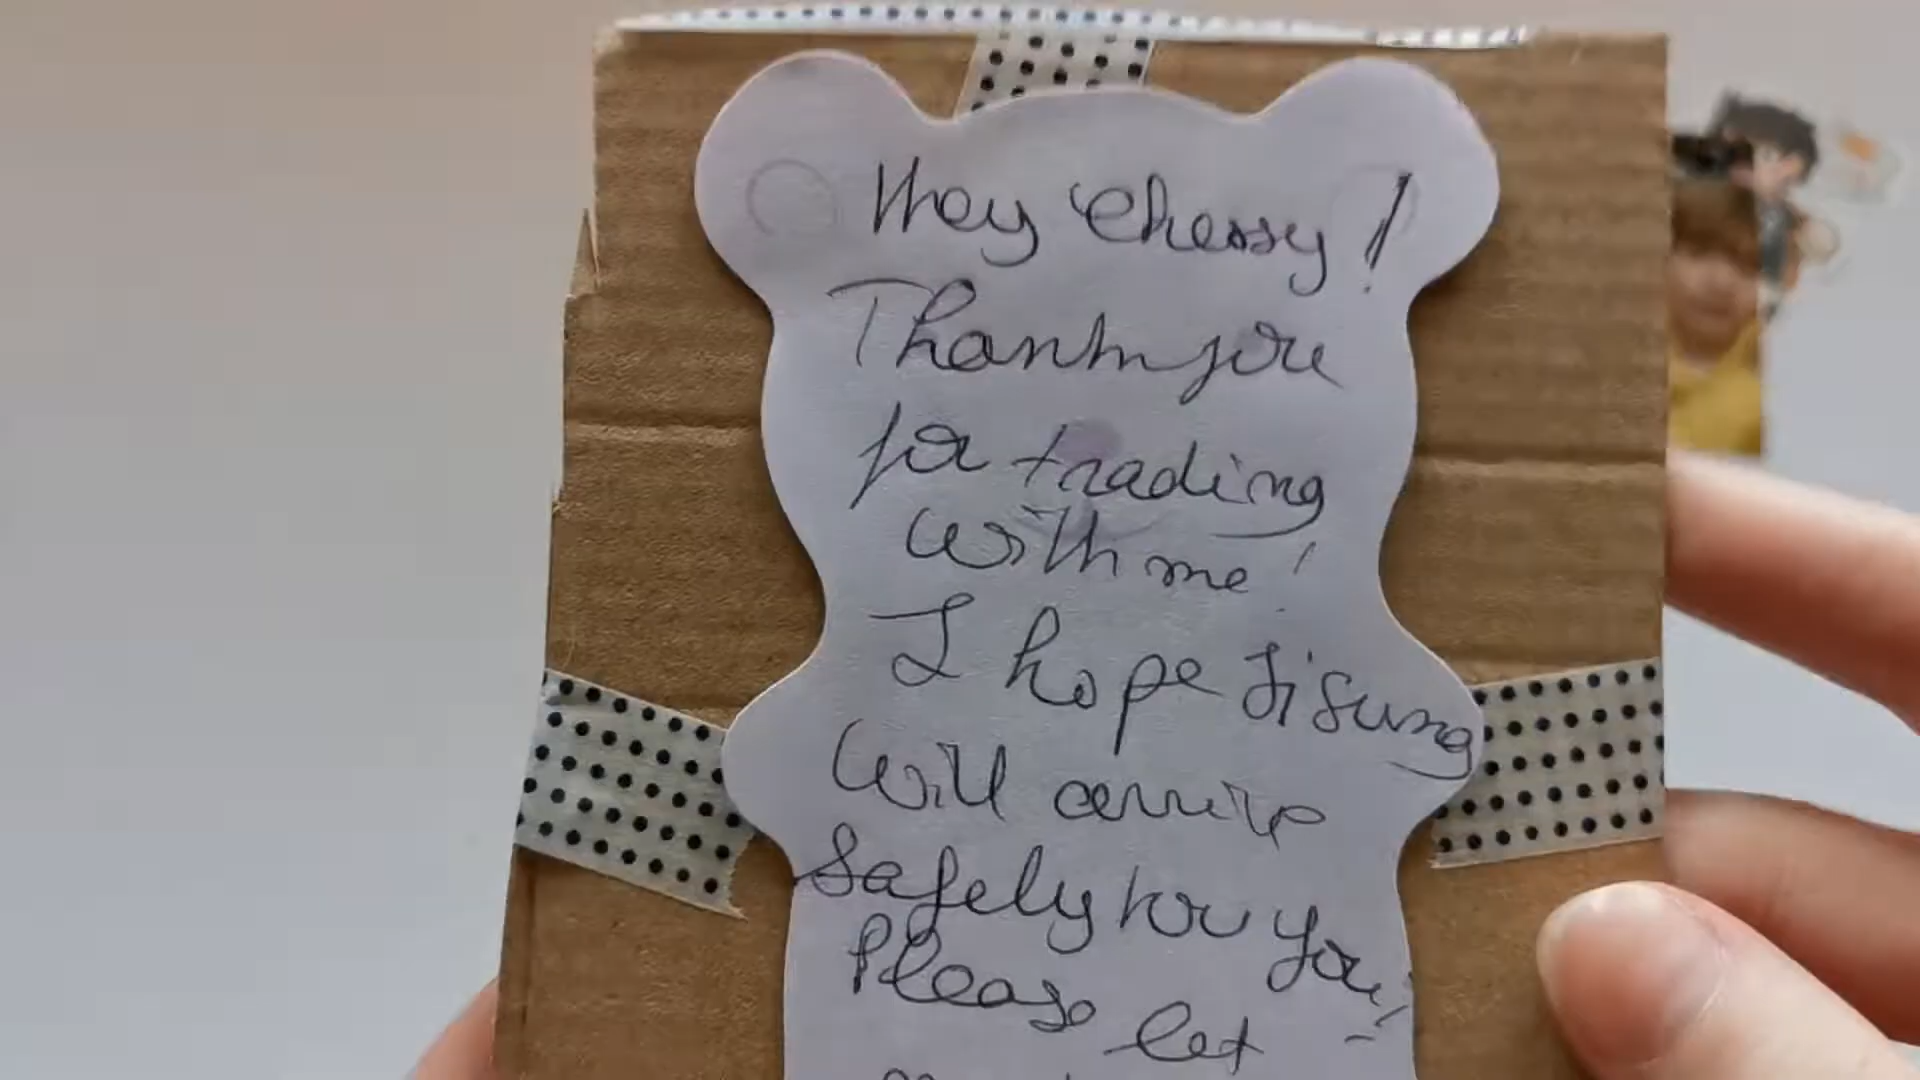 Hey Chessy!
Thank you
for trading
with me!
I hope Jisung
will arrive
Safely to you!
Please let